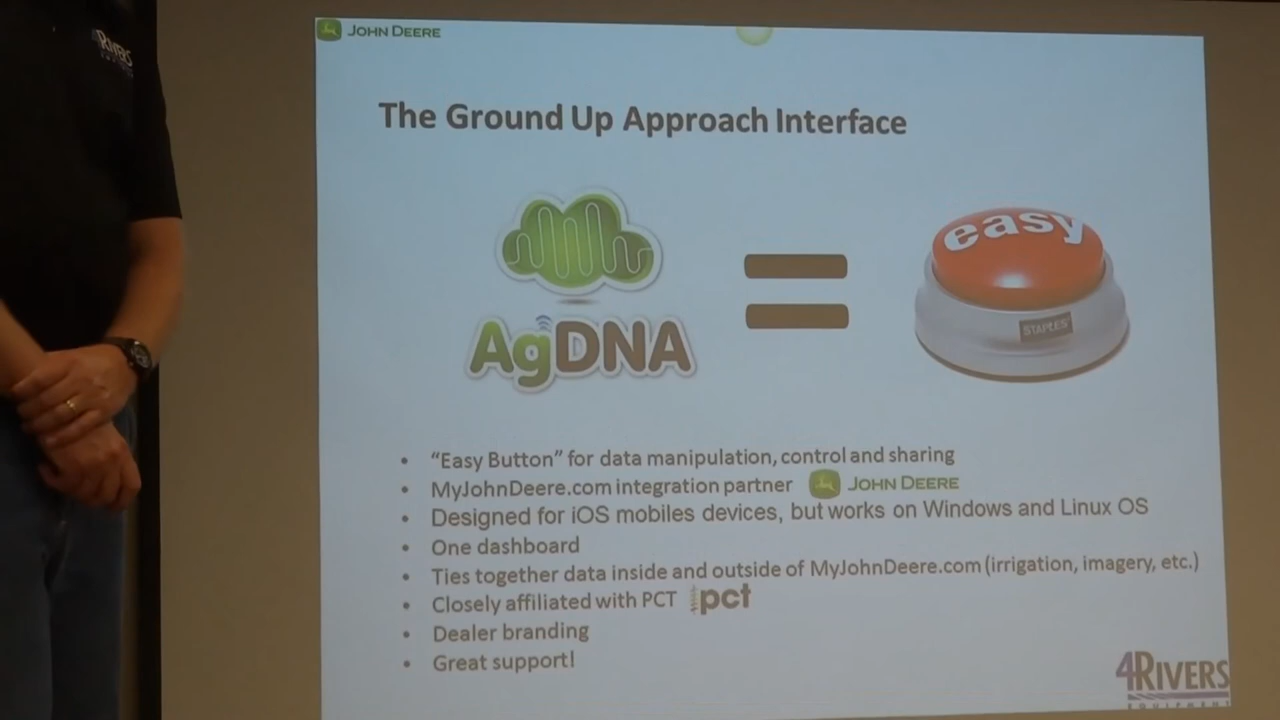 RIVERS
JOHN DEERE
The Ground Up Approach Interface
easy
STAPLES
AgDNA
• "Easy Button" for data manipulation, control and sharing
• MyJohnDeere.com integration partner JOHN DEERE
• Designed for iOS mobiles devices, but works on Windows and Linux OS
• One dashboard
• Ties together data inside and outside of MyJohnDeere.com (irrigation, imagery, etc.)
• Closely affiliated with PCT pct
• Dealer branding
• Great support!
4RIVERS
EQUIPMENT